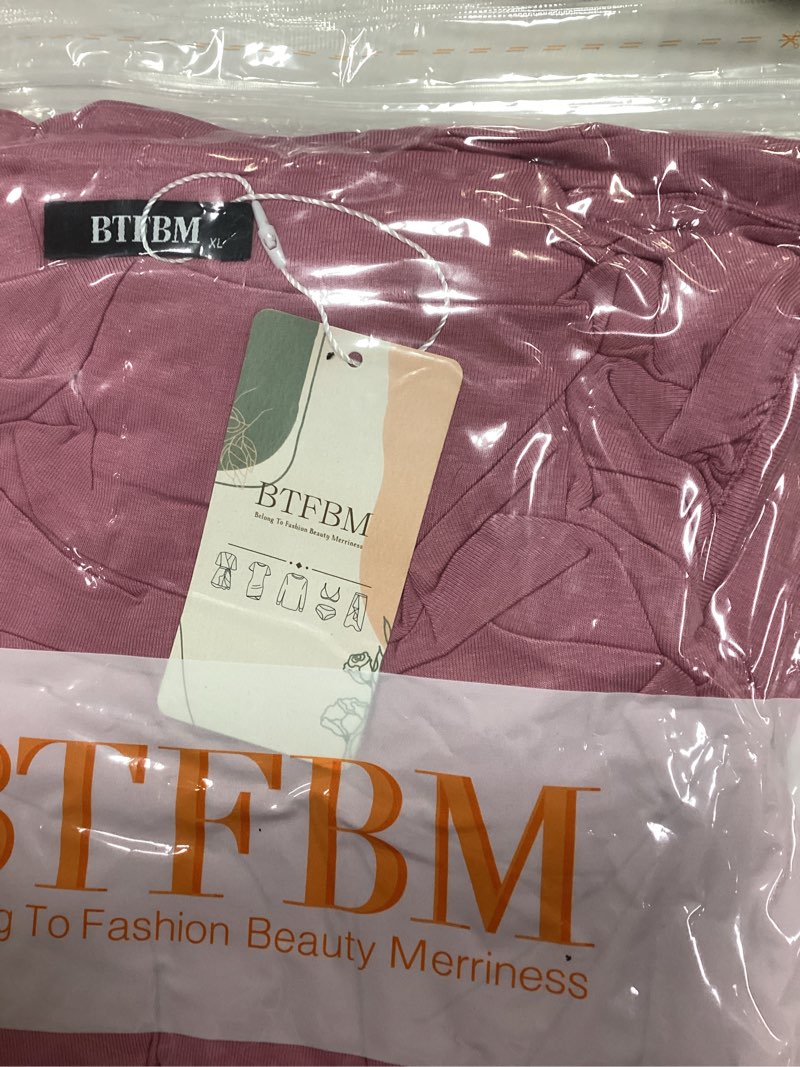 BTFBM XL
BTFBM
Belong To Fashion Beauty Merriness
BTFBM
g To Fashion Beauty Merriness